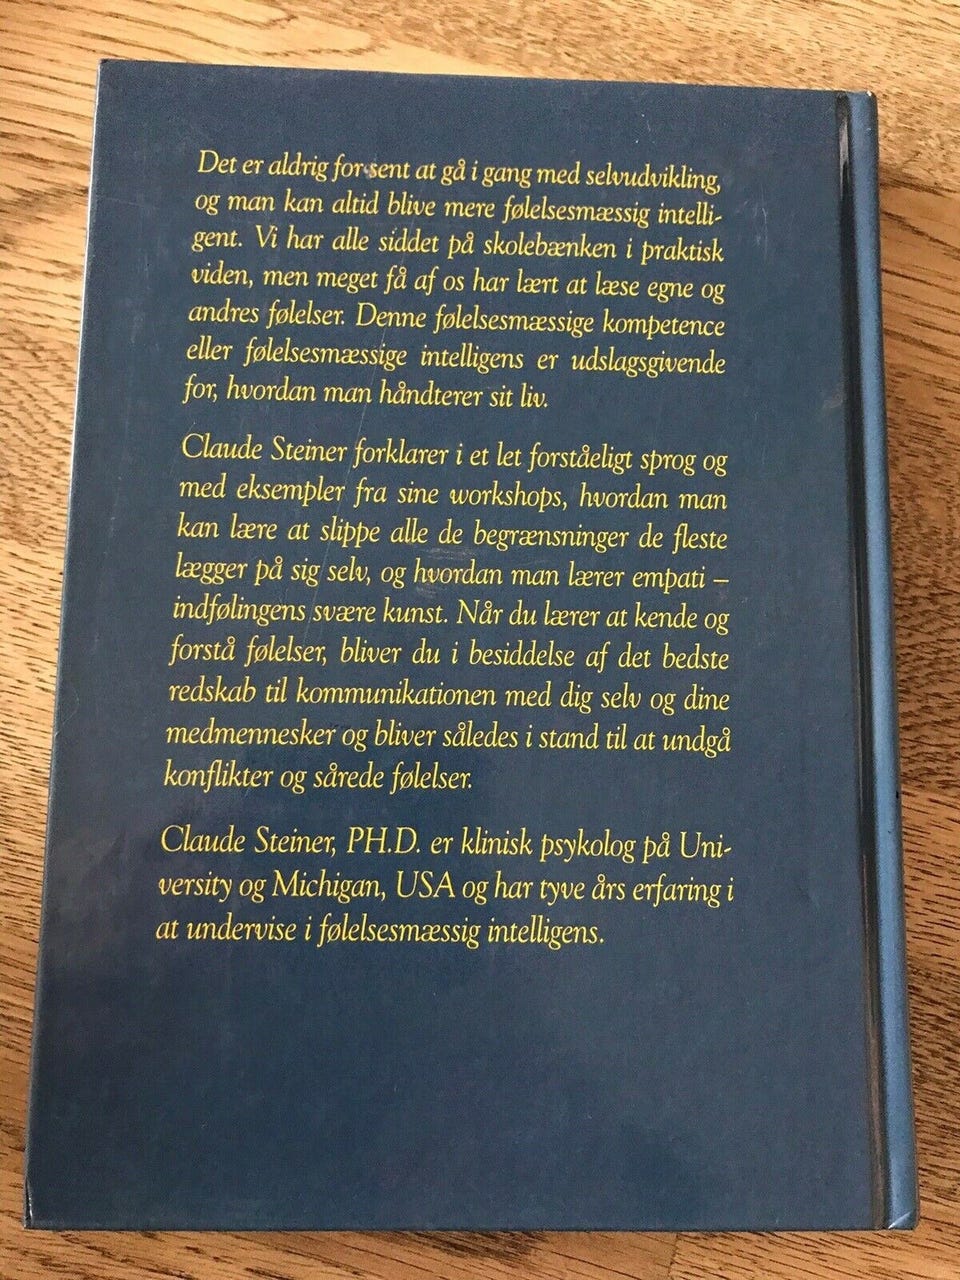 Det er aldrig for sent at gå i gang med selvudvikling,
og man kan altid blive mere følelsesmæssig intelli-
gent. Vi har alle siddet på skolebænken i praktisk
viden, men meget få af os har lært at læse egne og
andres følelser. Denne følelsesmæssige kompetence
eller følelsesmæssige intelligens er udslagsgivende
for, hvordan man håndterer sit liv.
Claude Steiner forklarer i et let forståeligt sprog og
med eksempler fra sine workshops, hvordan man
kan lære at slippe alle de begrænsninger de fleste
lægger på sig selv, og hvordan man lærer empati –
indfølingens svære kunst. Når du lærer at kende og
forstå følelser, bliver du i besiddelse af det bedste
redskab til kommunikationen med dig selv og dine
medmennesker og bliver således i stand til at undgå
konflikter og sårede følelser.
Claude Steiner, PH.D. er klinisk psykolog på Uni-
versity og Michigan, USA og har tyve års erfaring i
at undervise i følelsesmæssig intelligens.